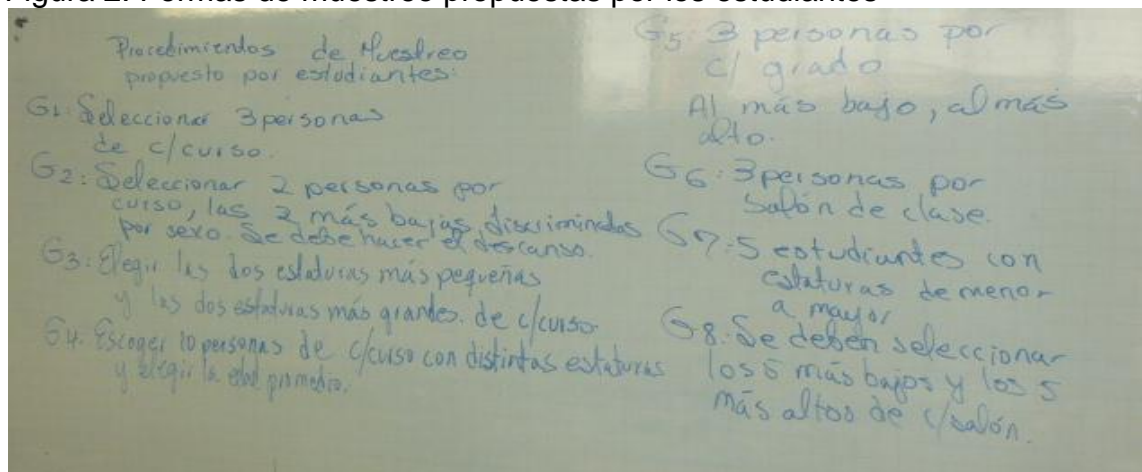 Figura 2. Formas de muestreo propuestas por los estudiantes
Procedimientos de Muestreo
propuesto por estudiantes:
G1: Seleccionar 3 personas
de c/curso.
G2: Seleccionar 2 personas por
curso, las 2 más bajas, discriminados
por sexo. Se debe hacer el descanso.
G3: Elegir las dos estaturas más pequeñas
y las dos estaturas más grandes. de c/curso
G4. Escoger 10 personas de c/curso con distintas estaturas
y elegir la edad promedio.
G5: 3 personas por
c/ grado
Al más bajo, al más
alto.
G6: 3 personas por
salón de clase.
G7: 5 estudiantes con
estaturas de menor
a mayor
G8: Se deben seleccionar
los 5 más bajos y los 5
más altos de c/salón.